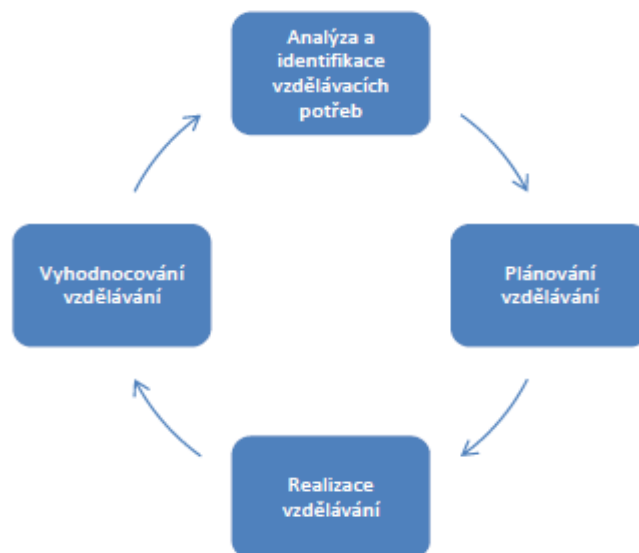 Analýza a
identifikace
vzdělávacích
potřeb
Vyhodnocování
vzdělávání
Plánování
vzdělávání
Realizace
vzdělávání